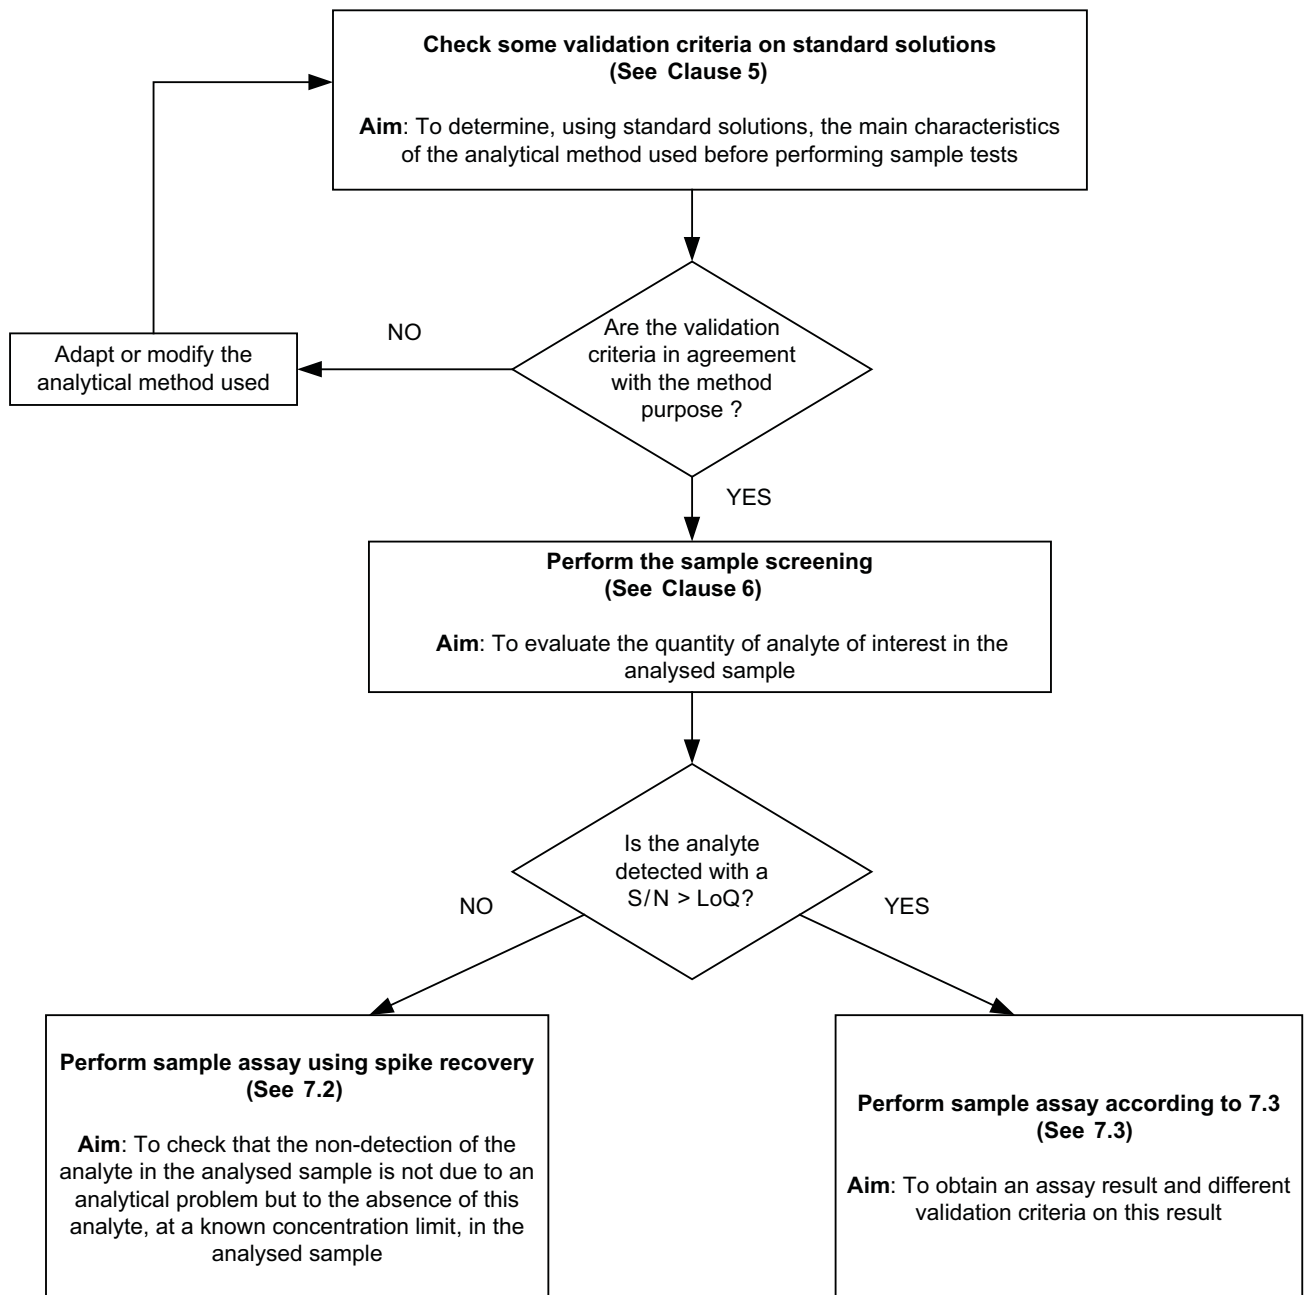 Check some validation criteria on standard solutions
(See Clause 5)
Aim: To determine, using standard solutions, the main characteristics
of the analytical method used before performing sample tests
Adapt or modify the
analytical method used
NO
Are the validation
criteria in agreement
with the method
purpose ?
YES
Perform the sample screening
(See Clause 6)
Aim: To evaluate the quantity of analyte of interest in the
analysed sample
Is the analyte
detected with a
S/N > LoQ?
NO
YES
Perform sample assay using spike recovery
(See 7.2)
Aim: To check that the non-detection of the
analyte in the analysed sample is not due to an
analytical problem but to the absence of this
analyte, at a known concentration limit, in the
analysed sample
Perform sample assay according to 7.3
(See 7.3)
Aim: To obtain an assay result and different
validation criteria on this result